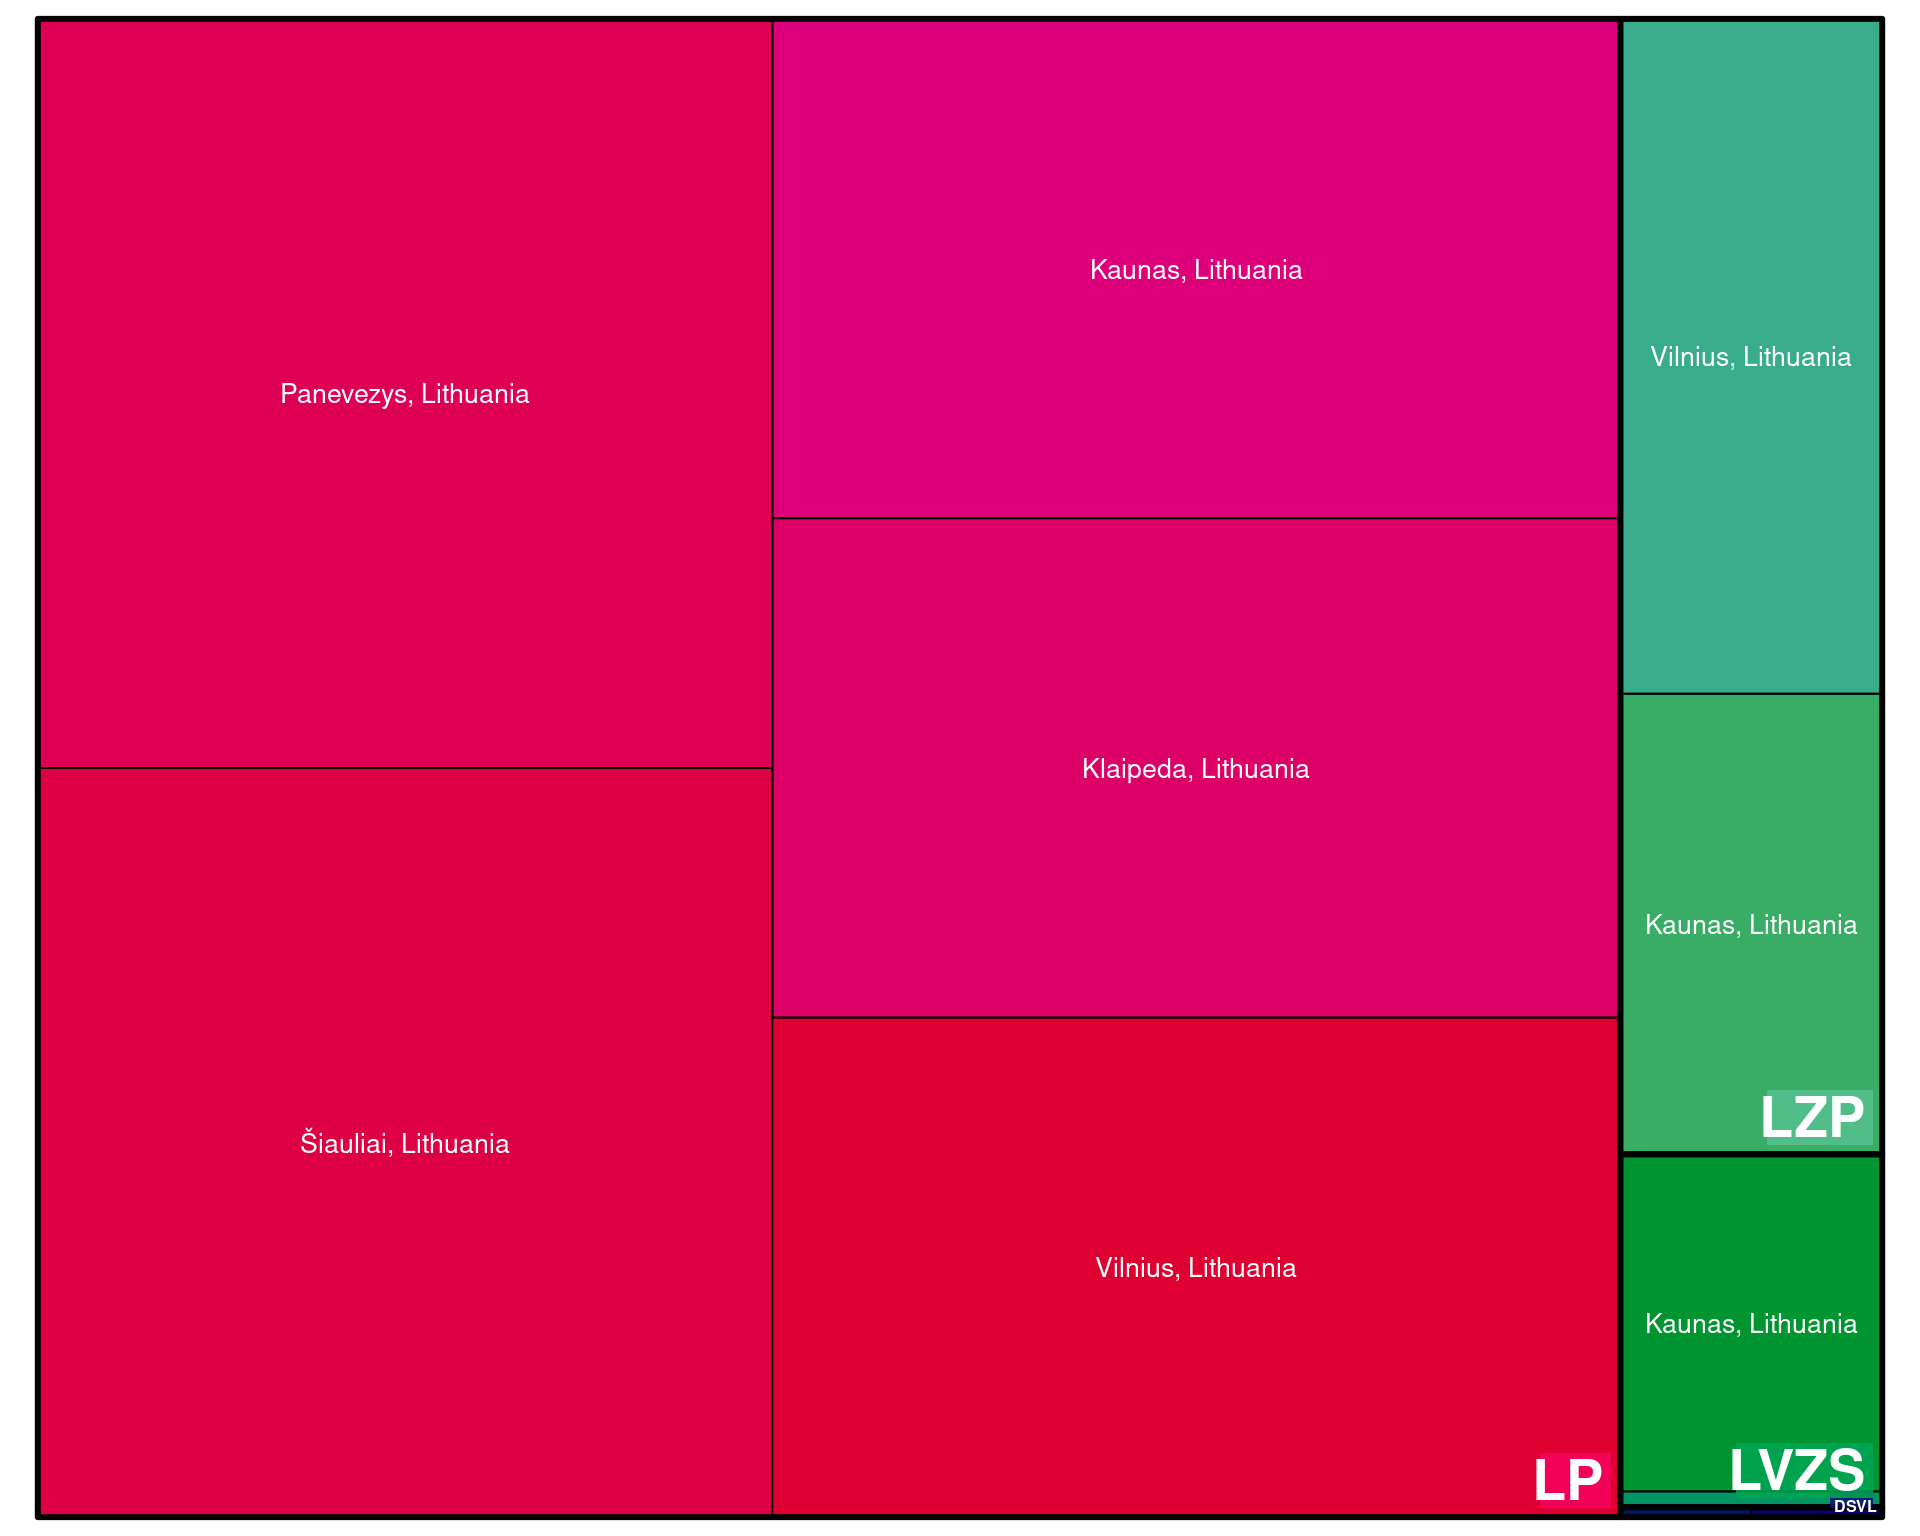 Panevezys, Lithuania
Šiauliai, Lithuania
Kaunas, Lithuania
Klaipeda, Lithuania
Vilnius, Lithuania
LP
Vilnius, Lithuania
Kaunas, Lithuania
LZP
Kaunas, Lithuania
LVZS
DSVL